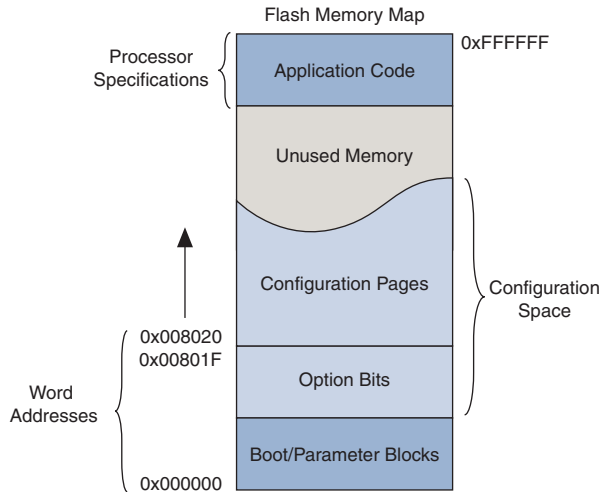 Flash Memory Map
0xFFFFFF
Processor
Specifications
Application Code
Unused Memory
Configuration Pages
Configuration
Space
0x008020
0x00801F
Option Bits
Word
Addresses
Boot/Parameter Blocks
0x000000